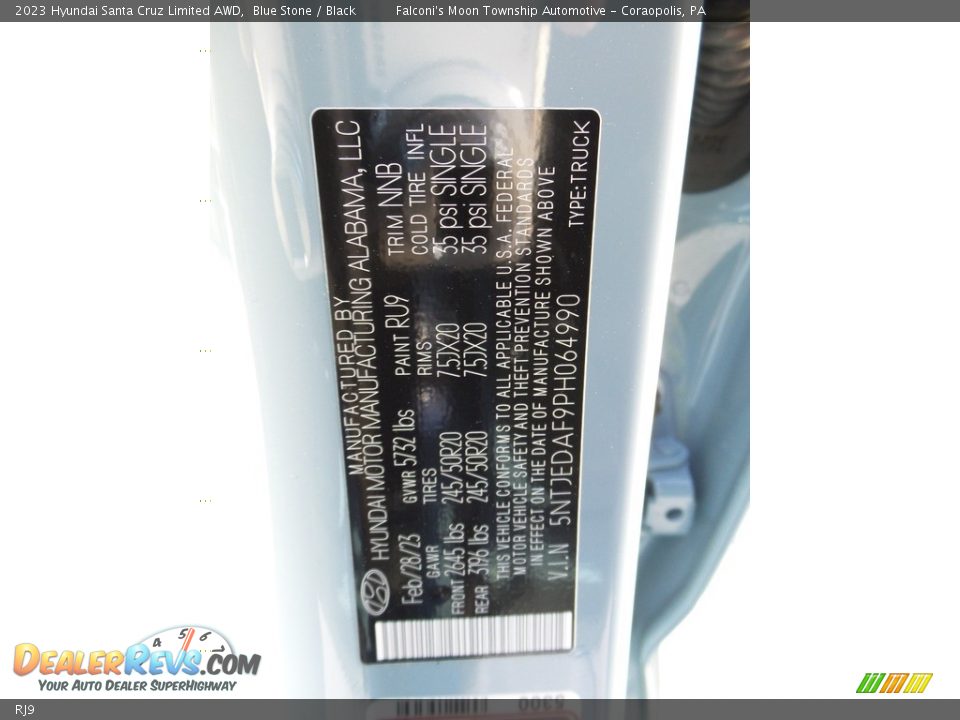 2023 Hyundai Santa Cruz Limited AWD, Blue Stone / Black Falconi's Moon Township Automotive - Coraopolis, PA
MANUFACTURED BY
HYUNDAI MOTOR MANUFACTURING ALABAMA, LLC
Feb/28/23 GVWR 5732 lbs PAINT RU9 TRIM NNB
GAWR TIRES RIMS COLD TIRE INFL
FRONT 2645 lbs 245/50R20 7.5JX20 35 psi SINGLE
REAR 3196 lbs 245/50R20 7.5JX20 35 psi SINGLE
THIS VEHICLE CONFORMS TO ALL APPLICABLE U.S.A. FEDERAL
MOTOR VEHICLE SAFETY AND THEFT PREVENTION STANDARDS
IN EFFECT ON THE DATE OF MANUFACTURE SHOWN ABOVE
V.I.N 5NTJEDAF9PH064990 TYPE:TRUCK
5300
4 5 6
DEALERREVS.COM
YOUR AUTO DEALER SUPERHIGHWAY
RJ9